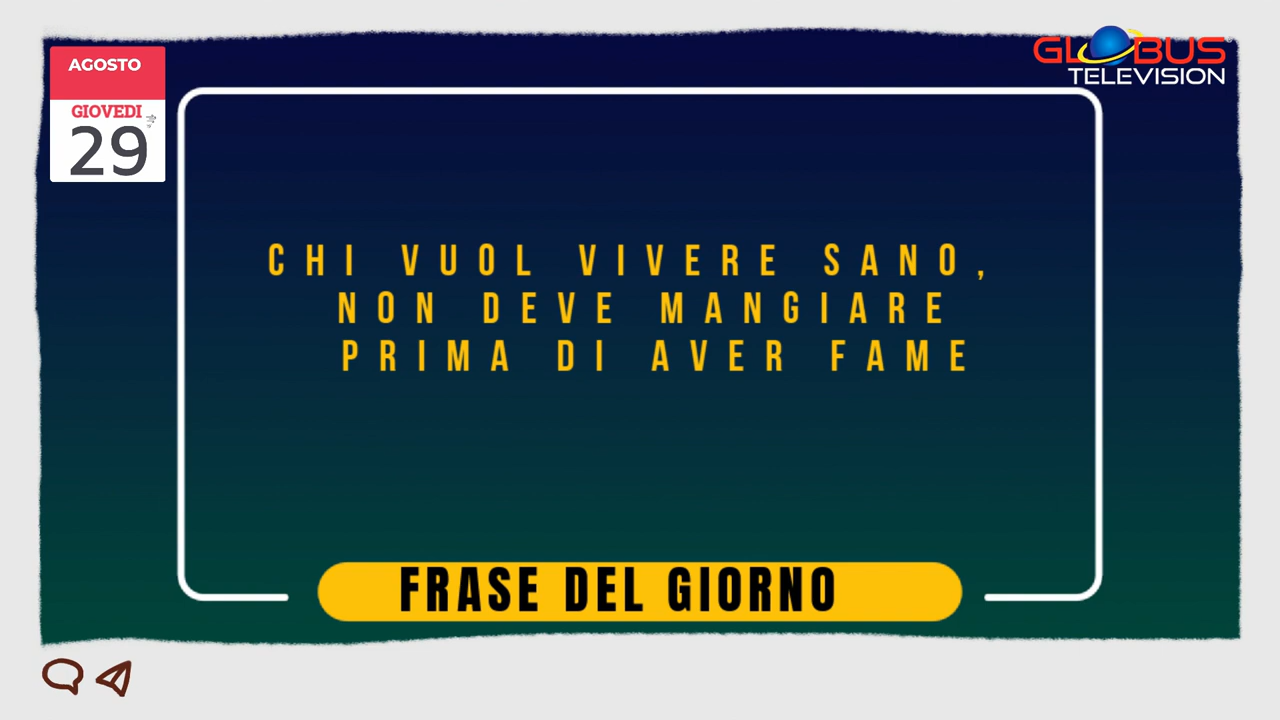 AGOSTO
GIOVEDI
29
GLOBUS
TELEVISION
CHI VUOL VIVERE SANO,
NON DEVE MANGIARE
PRIMA DI AVER FAME
FRASE DEL GIORNO